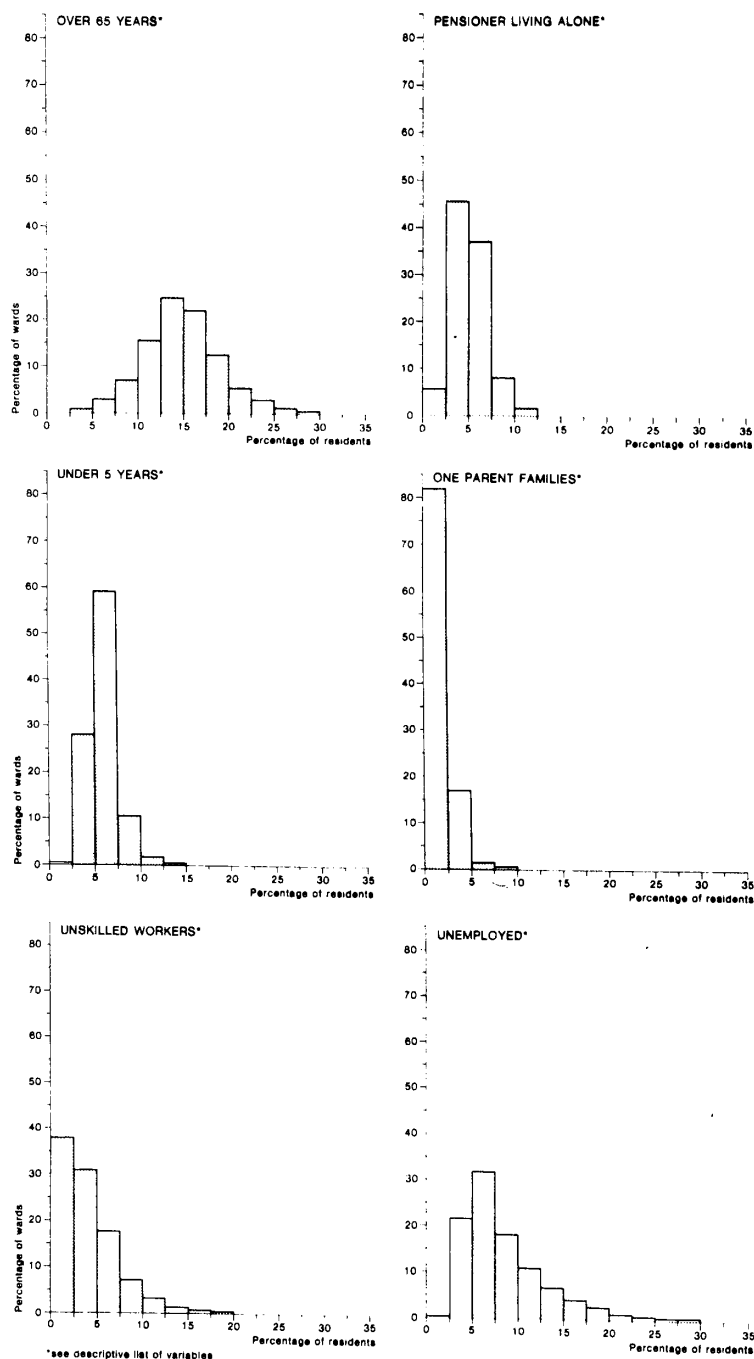 OVER 65 YEARS*
80
70
60
50
40
30
20
10
0
Percentage of wards
0 5 10 15 20 25 30 35
Percentage of residents
PENSIONER LIVING ALONE*
80
70
60
50
40
30
20
10
0
0 5 10 15 20 25 30 35
Percentage of residents
UNDER 5 YEARS*
80
70
60
50
40
30
20
10
0
Percentage of wards
0 5 10 15 20 25 30 35
Percentage of residents
ONE PARENT FAMILIES*
80
70
60
50
40
30
20
10
0
0 5 10 15 20 25 30 35
Percentage of residents
UNSKILLED WORKERS*
80
70
60
50
40
30
20
10
0
Percentage of wards
0 5 10 15 20 25 30 35
Percentage of residents
UNEMPLOYED*
80
70
60
50
40
30
20
10
0
0 5 10 15 20 25 30 35
Percentage of residents
*see descriptive list of variables